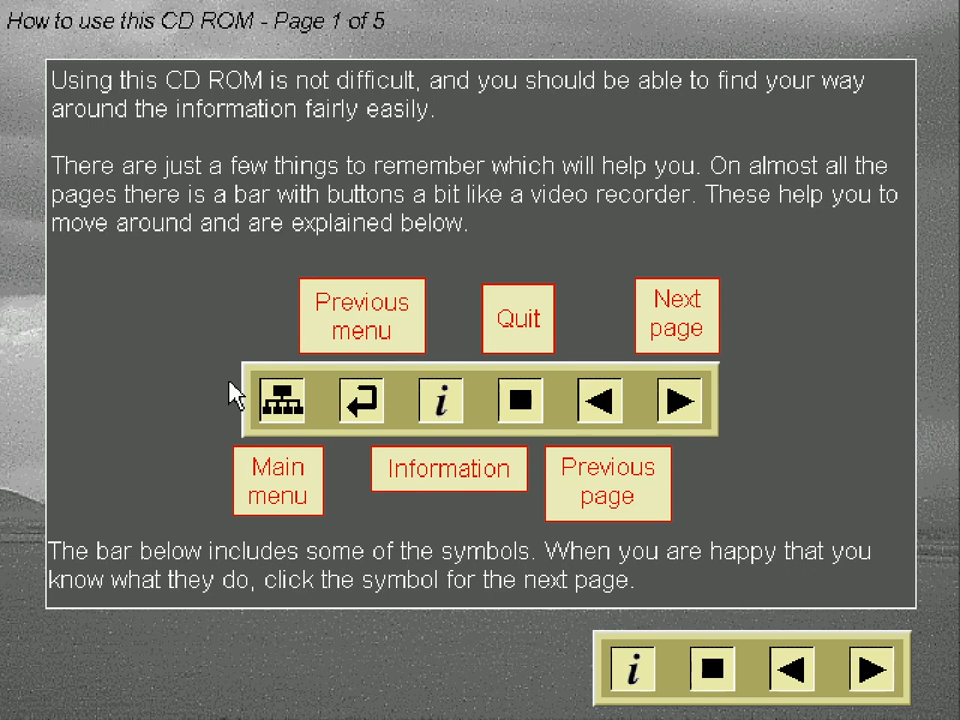 How to use this CD ROM - Page 1 of 5
Using this CD ROM is not difficult, and you should be able to find your way
around the information fairly easily.
There are just a few things to remember which will help you. On almost all the
pages there is a bar with buttons a bit like a video recorder. These help you to
move around and are explained below.
Previous
menu
Quit
Next
page
i
Main
menu
Information
Previous
page
The bar below includes some of the symbols. When you are happy that you
know what they do, click the symbol for the next page.
i